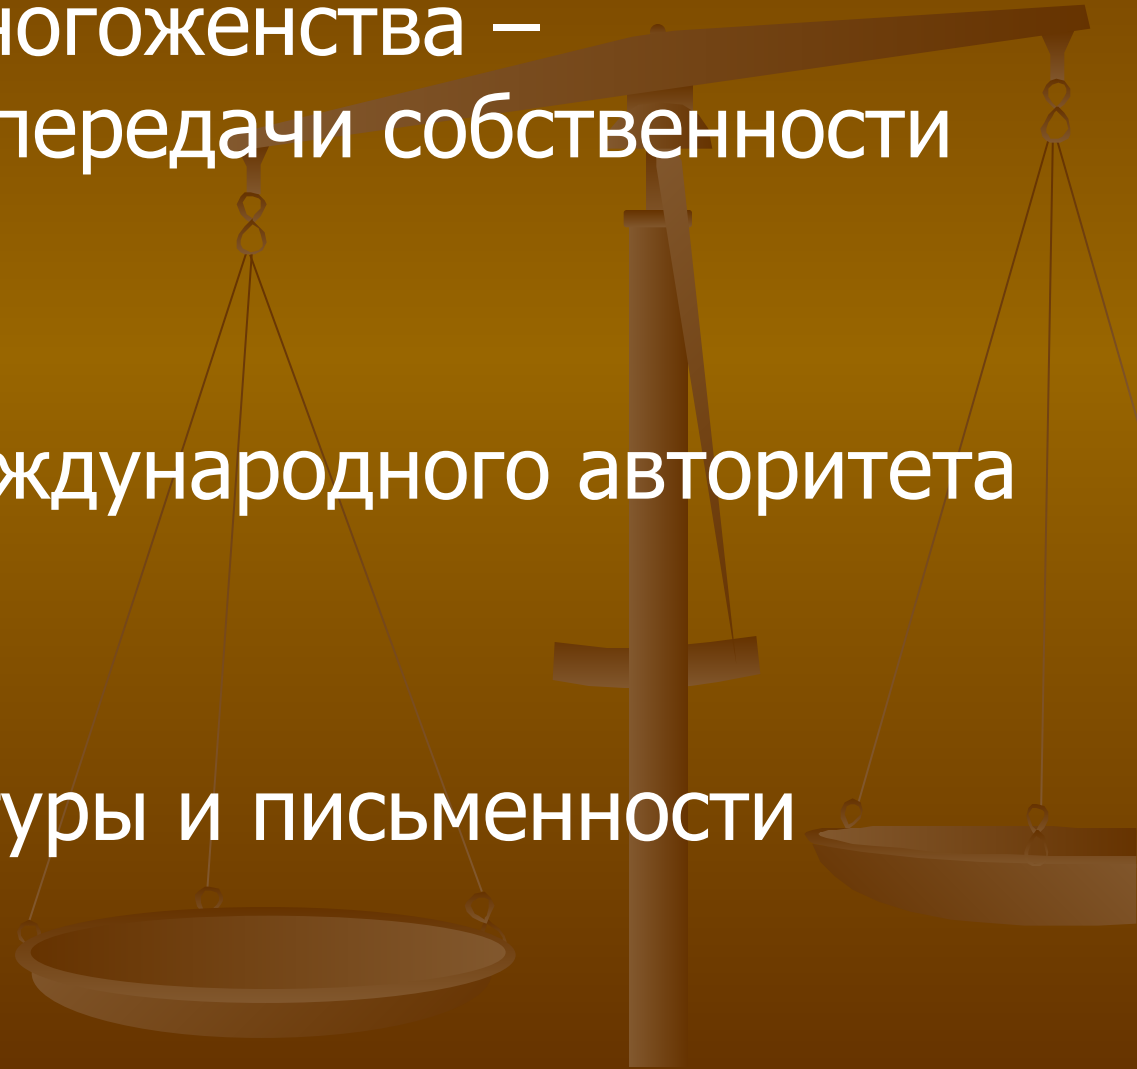 ногоженства –
передачи собственности
ждународного авторитета
уры и письменности